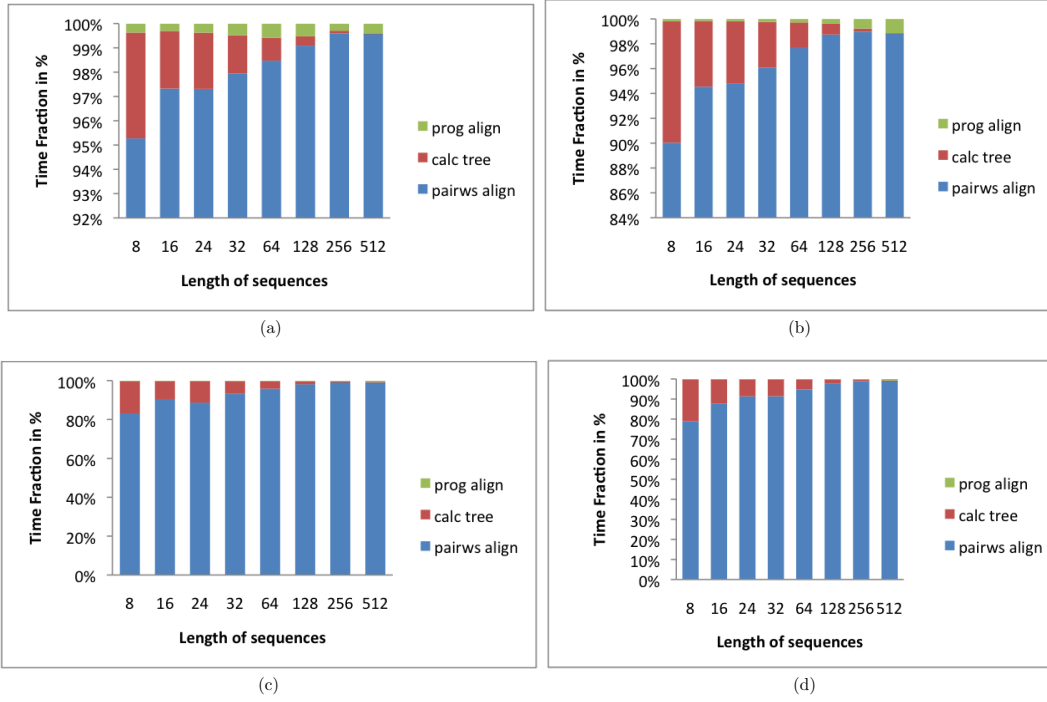 100%
99%
98%
97%
96%
95%
94%
93%
92%
Time Fraction in %
8 16 24 32 64 128 256 512
Length of sequences
prog align
calc tree
pairws align
(a)
100%
98%
96%
94%
92%
90%
88%
86%
84%
Time Fraction in %
8 16 24 32 64 128 256 512
Length of sequences
prog align
calc tree
pairws align
(b)
100%
80%
60%
40%
20%
0%
Time Fraction in %
8 16 24 32 64 128 256 512
Length of sequences
prog align
calc tree
pairws align
(c)
100%
90%
80%
70%
60%
50%
40%
30%
20%
10%
0%
Time Fraction in %
8 16 24 32 64 128 256 512
Length of sequences
prog align
calc tree
pairws align
(d)